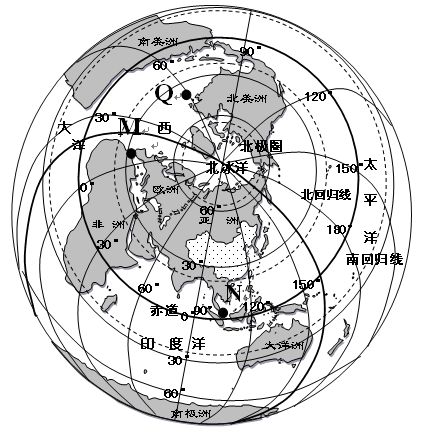 南美洲
90°
60°
Q
北美洲
120°
30°
M
西
大
洋
北极圈
北冰洋
150°
太
平
洋
0°
欧洲
北回归线
60°
亚洲
非洲
180°
30°
南回归线
30°
60°
150°
N
赤道
0°
90°
120°
印度洋
大洋洲
30°
60°
南极洲